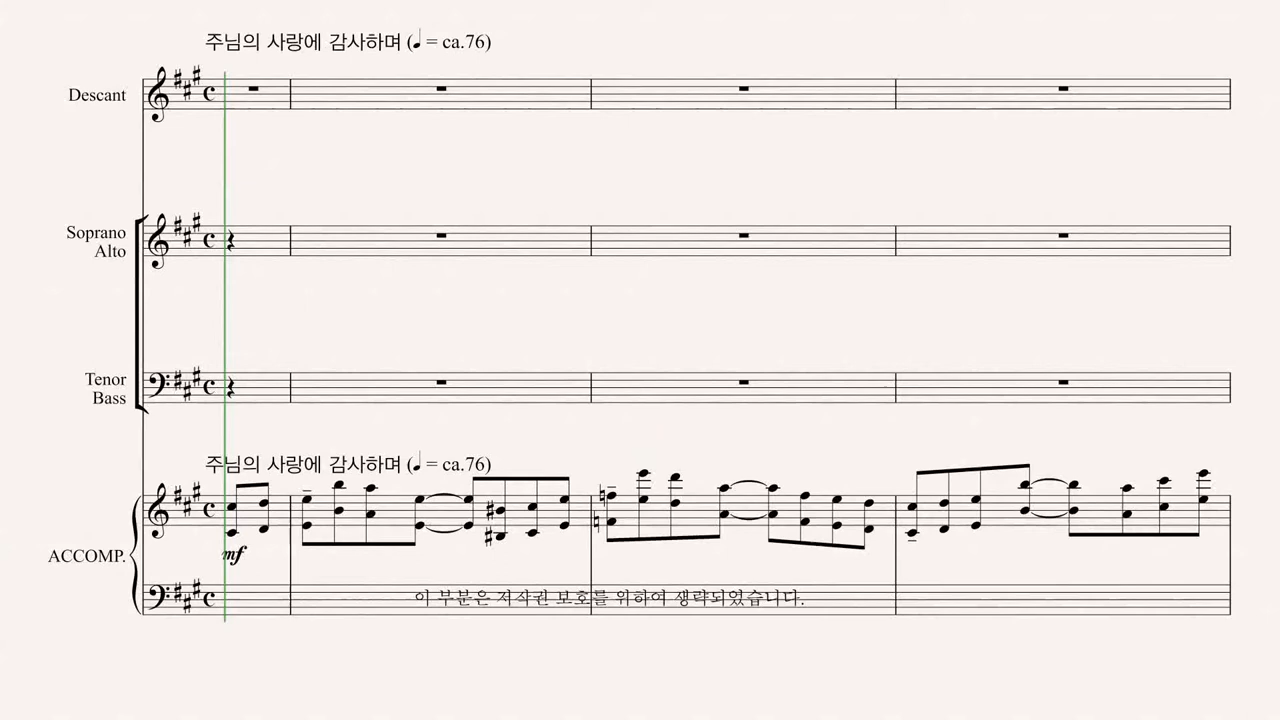 주님의 사랑에 감사하며 (♩ = ca.76)
Descant
Soprano
Alto
Tenor
Bass
주님의 사랑에 감사하며 (♩ = ca.76)
mf
ACCOMP.
이 부분은 저작권 보호를 위하여 생략되었습니다.